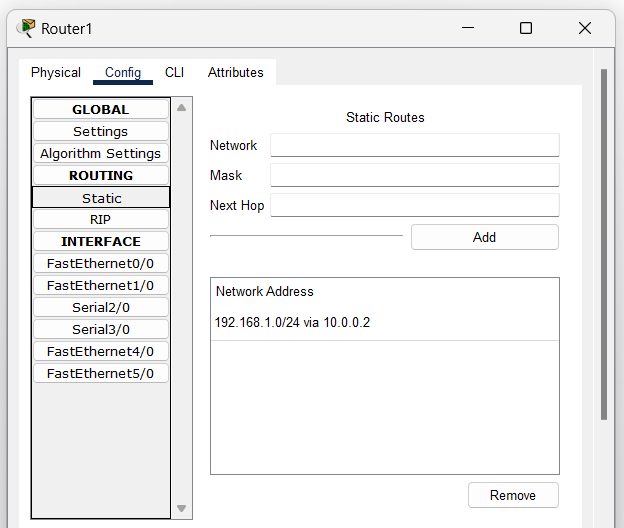 Router1
Physical Config CLI Attributes
GLOBAL
Settings
Algorithm Settings
ROUTING
Static
RIP
INTERFACE
FastEthernet0/0
FastEthernet1/0
Serial2/0
Serial3/0
FastEthernet4/0
FastEthernet5/0
Static Routes
Network
Mask
Next Hop
Add
Network Address
192.168.1.0/24 via 10.0.0.2
Remove